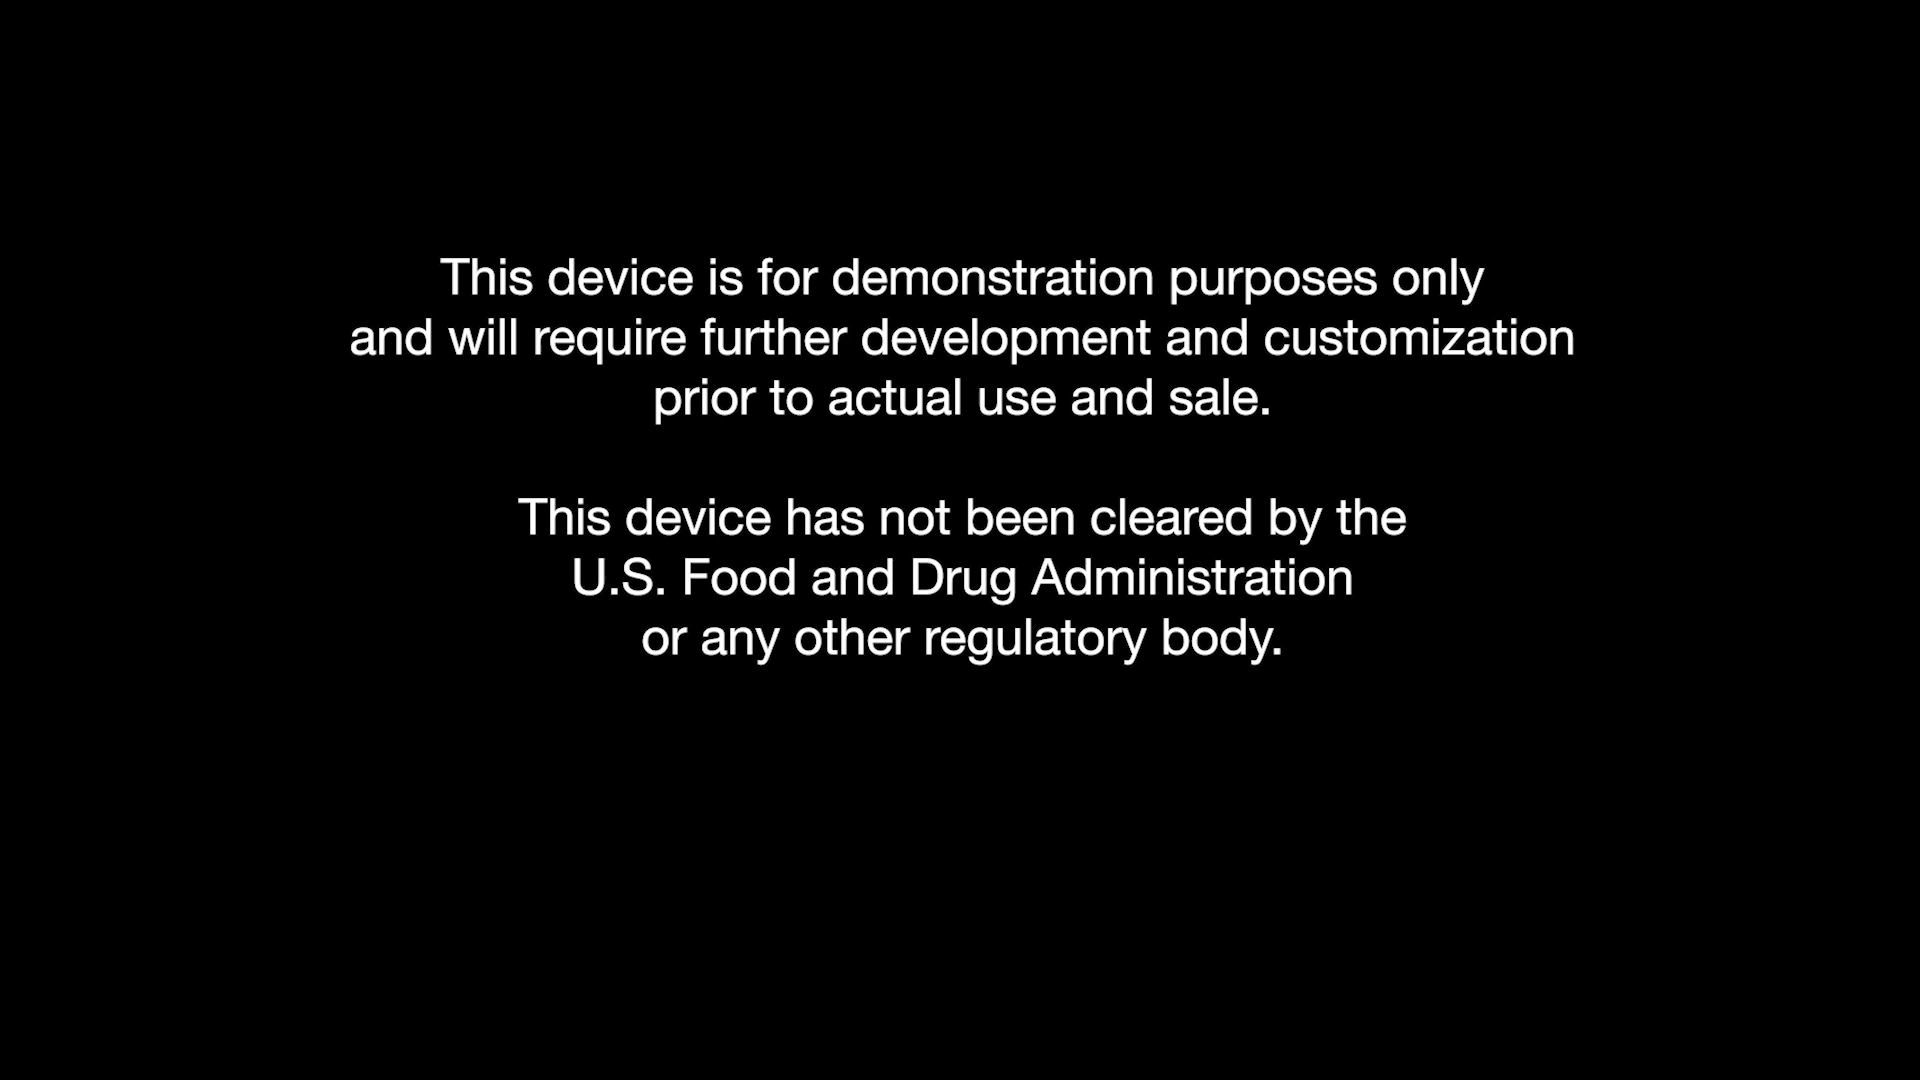 This device is for demonstration purposes only
and will require further development and customization
prior to actual use and sale.
This device has not been cleared by the
U.S. Food and Drug Administration
or any other regulatory body.